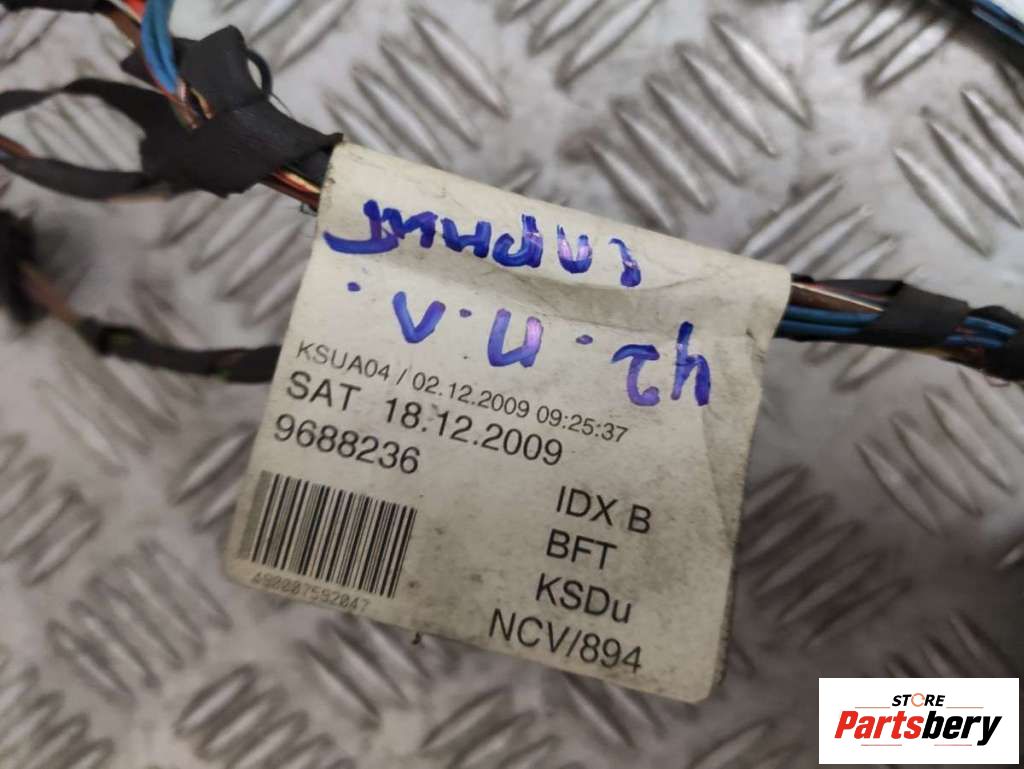 KSUA04 / 02.12.2009 09:25:37
SAT 18.12.2009
9688236
IDX B
BFT
KSDu
NCV/894
A90007592047
STORE
Partsbery